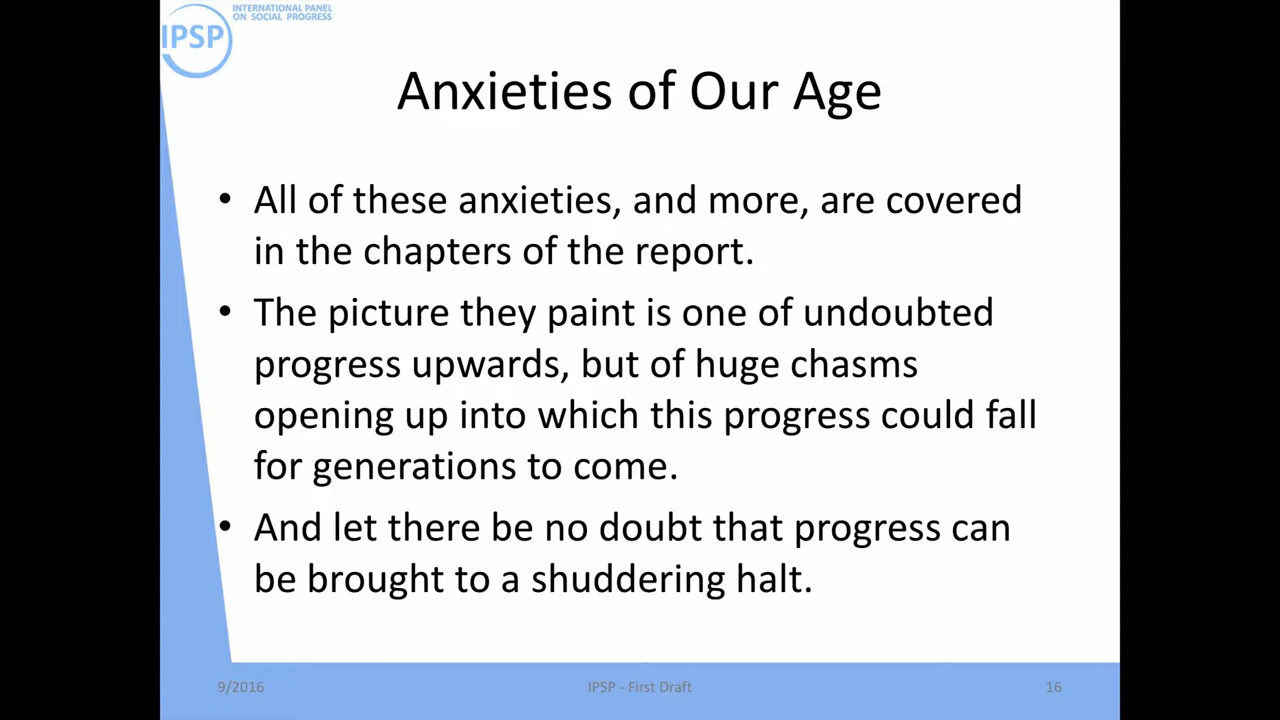 INTERNATIONAL PANEL
ON SOCIAL PROGRESS
IPSP
Anxieties of Our Age
• All of these anxieties, and more, are covered
in the chapters of the report.
• The picture they paint is one of undoubted
progress upwards, but of huge chasms
opening up into which this progress could fall
for generations to come.
• And let there be no doubt that progress can
be brought to a shuddering halt.
9/2016
IPSP - First Draft
16